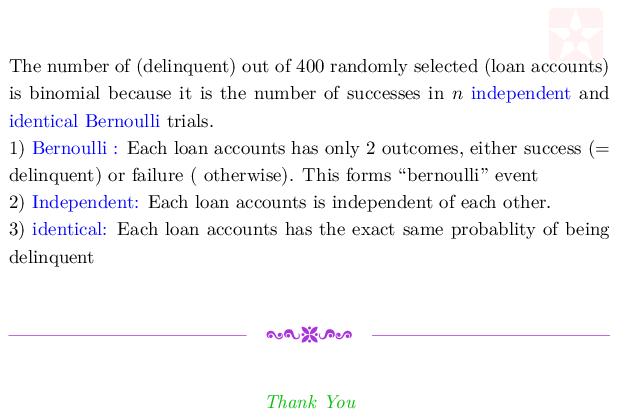 The number of (delinquent) out of 400 randomly selected (loan accounts)
is binomial because it is the number of successes in n independent and
identical Bernoulli trials.
1) Bernoulli : Each loan accounts has only 2 outcomes, either success (=
delinquent) or failure ( otherwise). This forms “bernoulli” event
2) Independent: Each loan accounts is independent of each other.
3) identical: Each loan accounts has the exact same probablity of being
delinquent
Thank You